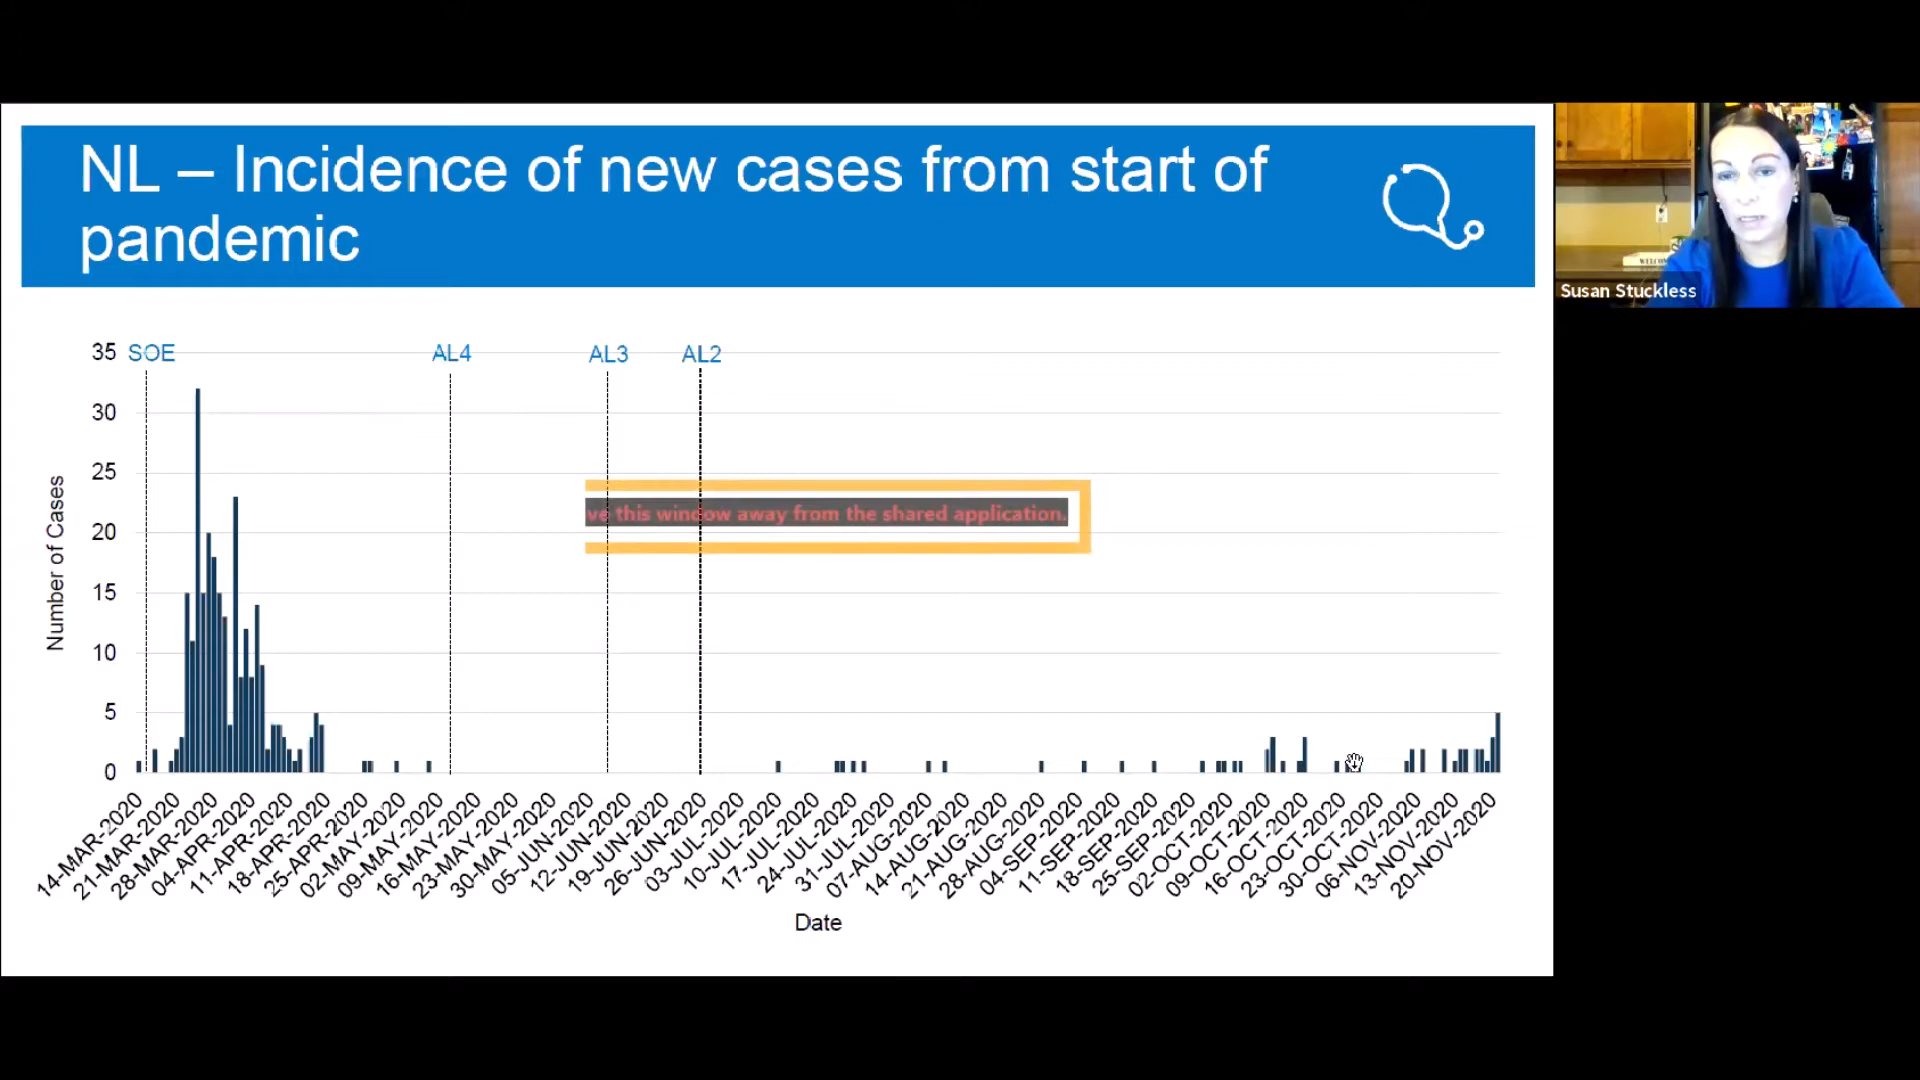 NL – Incidence of new cases from start of
pandemic
Susan Stuckless
35
30
25
20
15
10
5
0
SOE
AL4
AL3
AL2
Number of Cases
ve this window away from the shared application.
14-MAR-2020
21-MAR-2020
28-MAR-2020
04-APR-2020
11-APR-2020
18-APR-2020
25-APR-2020
02-MAY-2020
09-MAY-2020
16-MAY-2020
23-MAY-2020
30-MAY-2020
05-JUN-2020
12-JUN-2020
19-JUN-2020
26-JUN-2020
03-JUL-2020
10-JUL-2020
17-JUL-2020
24-JUL-2020
31-JUL-2020
07-AUG-2020
14-AUG-2020
21-AUG-2020
28-AUG-2020
04-SEP-2020
11-SEP-2020
18-SEP-2020
25-SEP-2020
02-OCT-2020
09-OCT-2020
16-OCT-2020
23-OCT-2020
30-OCT-2020
06-NOV-2020
13-NOV-2020
20-NOV-2020
Date